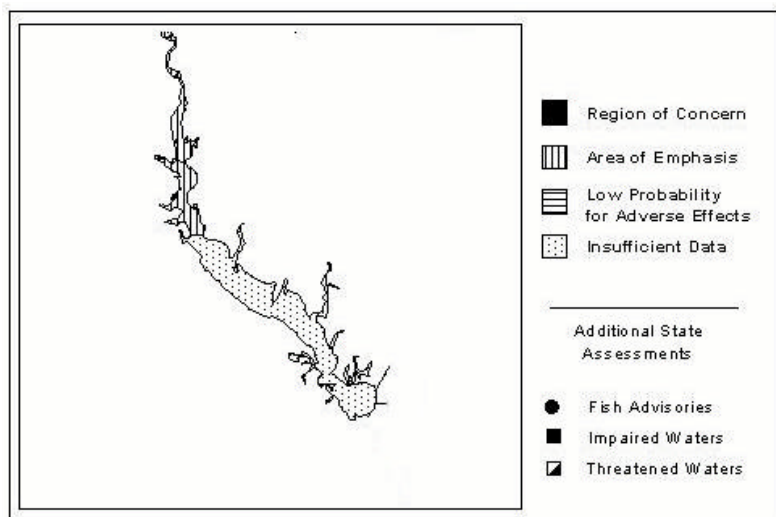 Region of Concern
Area of Emphasis
Low Probability
for Adverse Effects
Insufficient Data
Additional State
Assessments
Fish Advisories
Impaired Waters
Threatened Waters